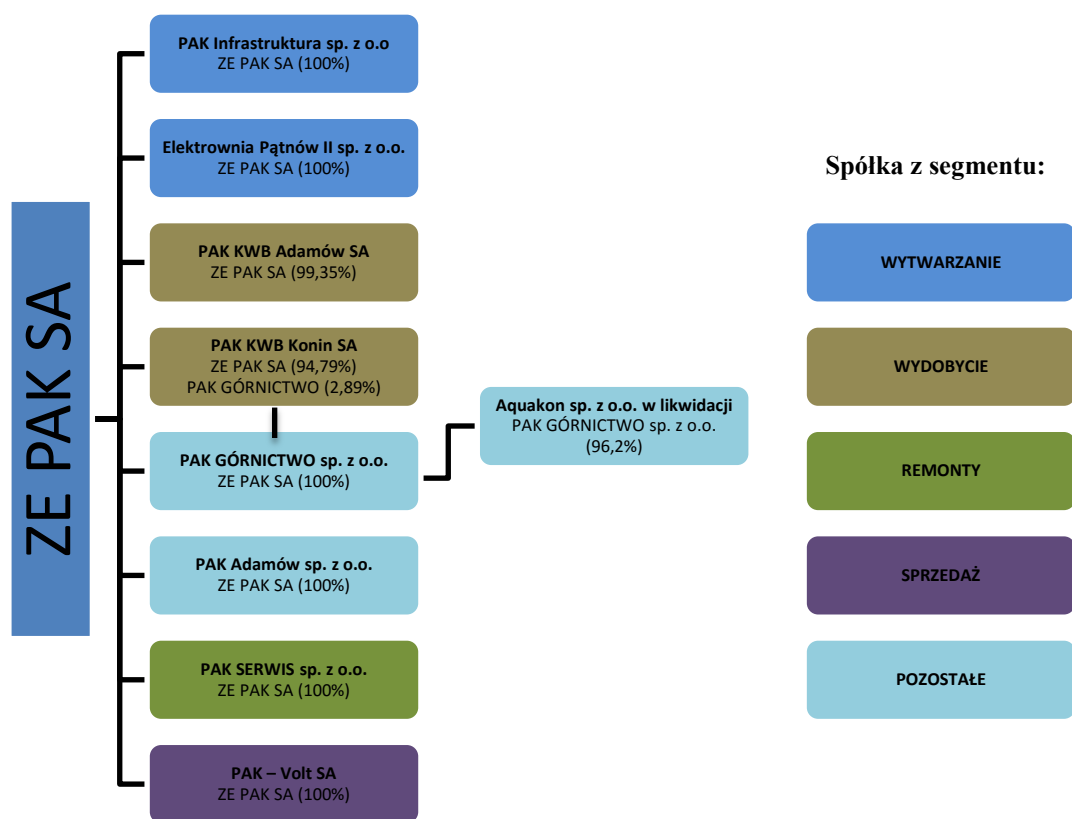 ZE PAK SA
PAK Infrastruktura sp. z o.o
ZE PAK SA (100%)
Elektrownia Pątnów II sp. z o.o.
ZE PAK SA (100%)
PAK KWB Adamów SA
ZE PAK SA (99,35%)
PAK KWB Konin SA
ZE PAK SA (94,79%)
PAK GÓRNICTWO (2,89%)
PAK GÓRNICTWO sp. z o.o.
ZE PAK SA (100%)
Aquakon sp. z o.o. w likwidacji
PAK GÓRNICTWO sp. z o.o.
(96,2%)
PAK Adamów sp. z o.o.
ZE PAK SA (100%)
PAK SERWIS sp. z o.o.
ZE PAK SA (100%)
PAK – Volt SA
ZE PAK SA (100%)
Spółka z segmentu:
WYTWARZANIE
WYDOBYCIE
REMONTY
SPRZEDAŻ
POZOSTAŁE